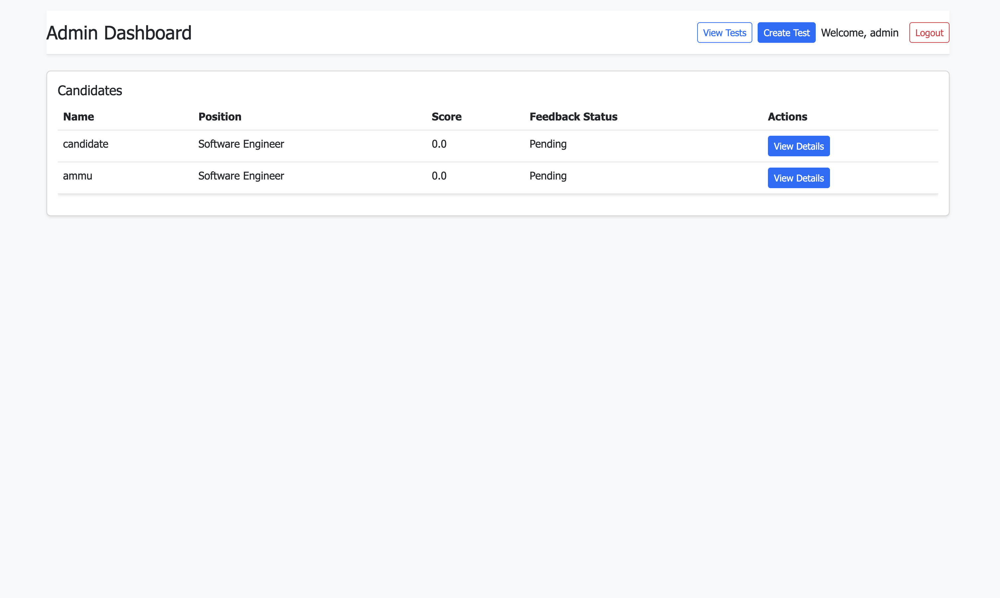 Admin Dashboard View Tests Create Test Welcome, admin Logout
Candidates
Name Position Score Feedback Status Actions
candidate Software Engineer 0.0 Pending View Details
ammu Software Engineer 0.0 Pending View Details